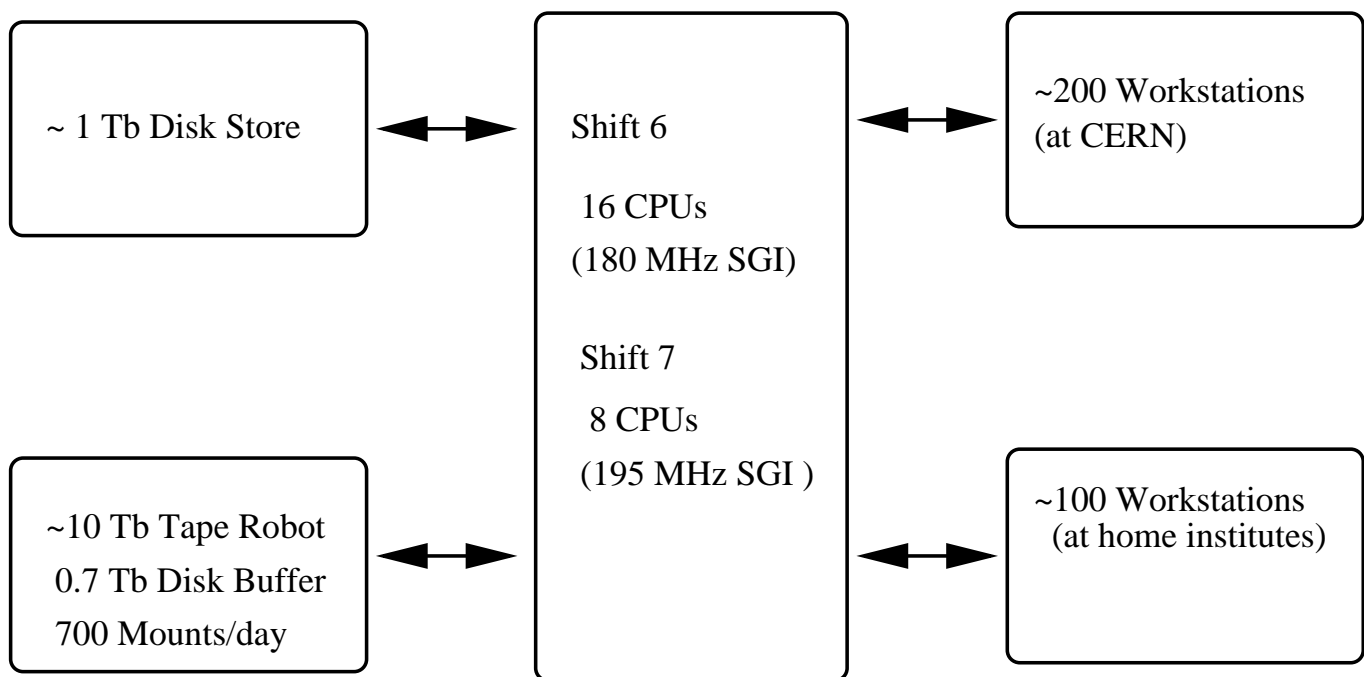 ~ 1 Tb Disk Store
~10 Tb Tape Robot
0.7 Tb Disk Buffer
700 Mounts/day
Shift 6
16 CPUs
(180 MHz SGI)
Shift 7
8 CPUs
(195 MHz SGI )
~200 Workstations
(at CERN)
~100 Workstations
(at home institutes)